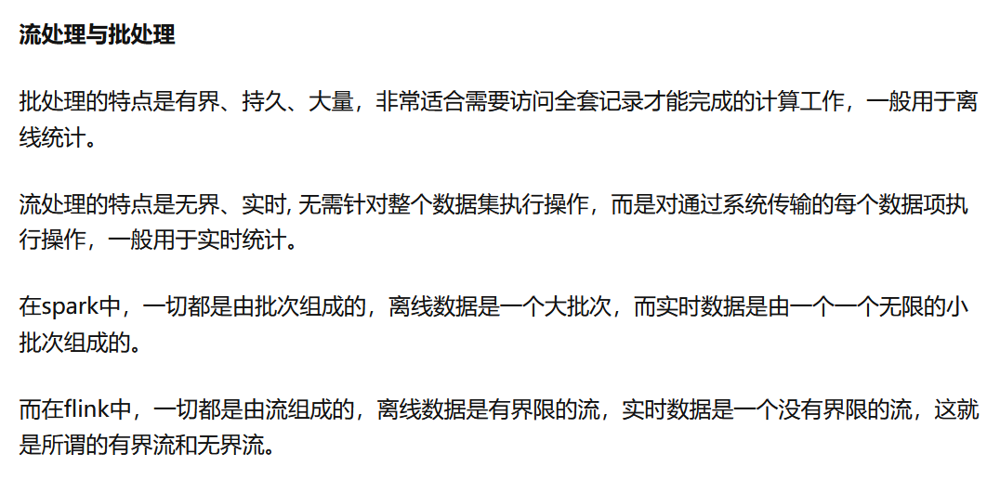 流处理与批处理
批处理的特点是有界、持久、大量，非常适合需要访问全套记录才能完成的计算工作，一般用于离
线统计。
流处理的特点是无界、实时, 无需针对整个数据集执行操作，而是对通过系统传输的每个数据项执
行操作，一般用于实时统计。
在spark中，一切都是由批次组成的，离线数据是一个大批次，而实时数据是由一个一个无限的小
批次组成的。
而在flink中，一切都是由流组成的，离线数据是有界限的流，实时数据是一个没有界限的流，这就
是所谓的有界流和无界流。